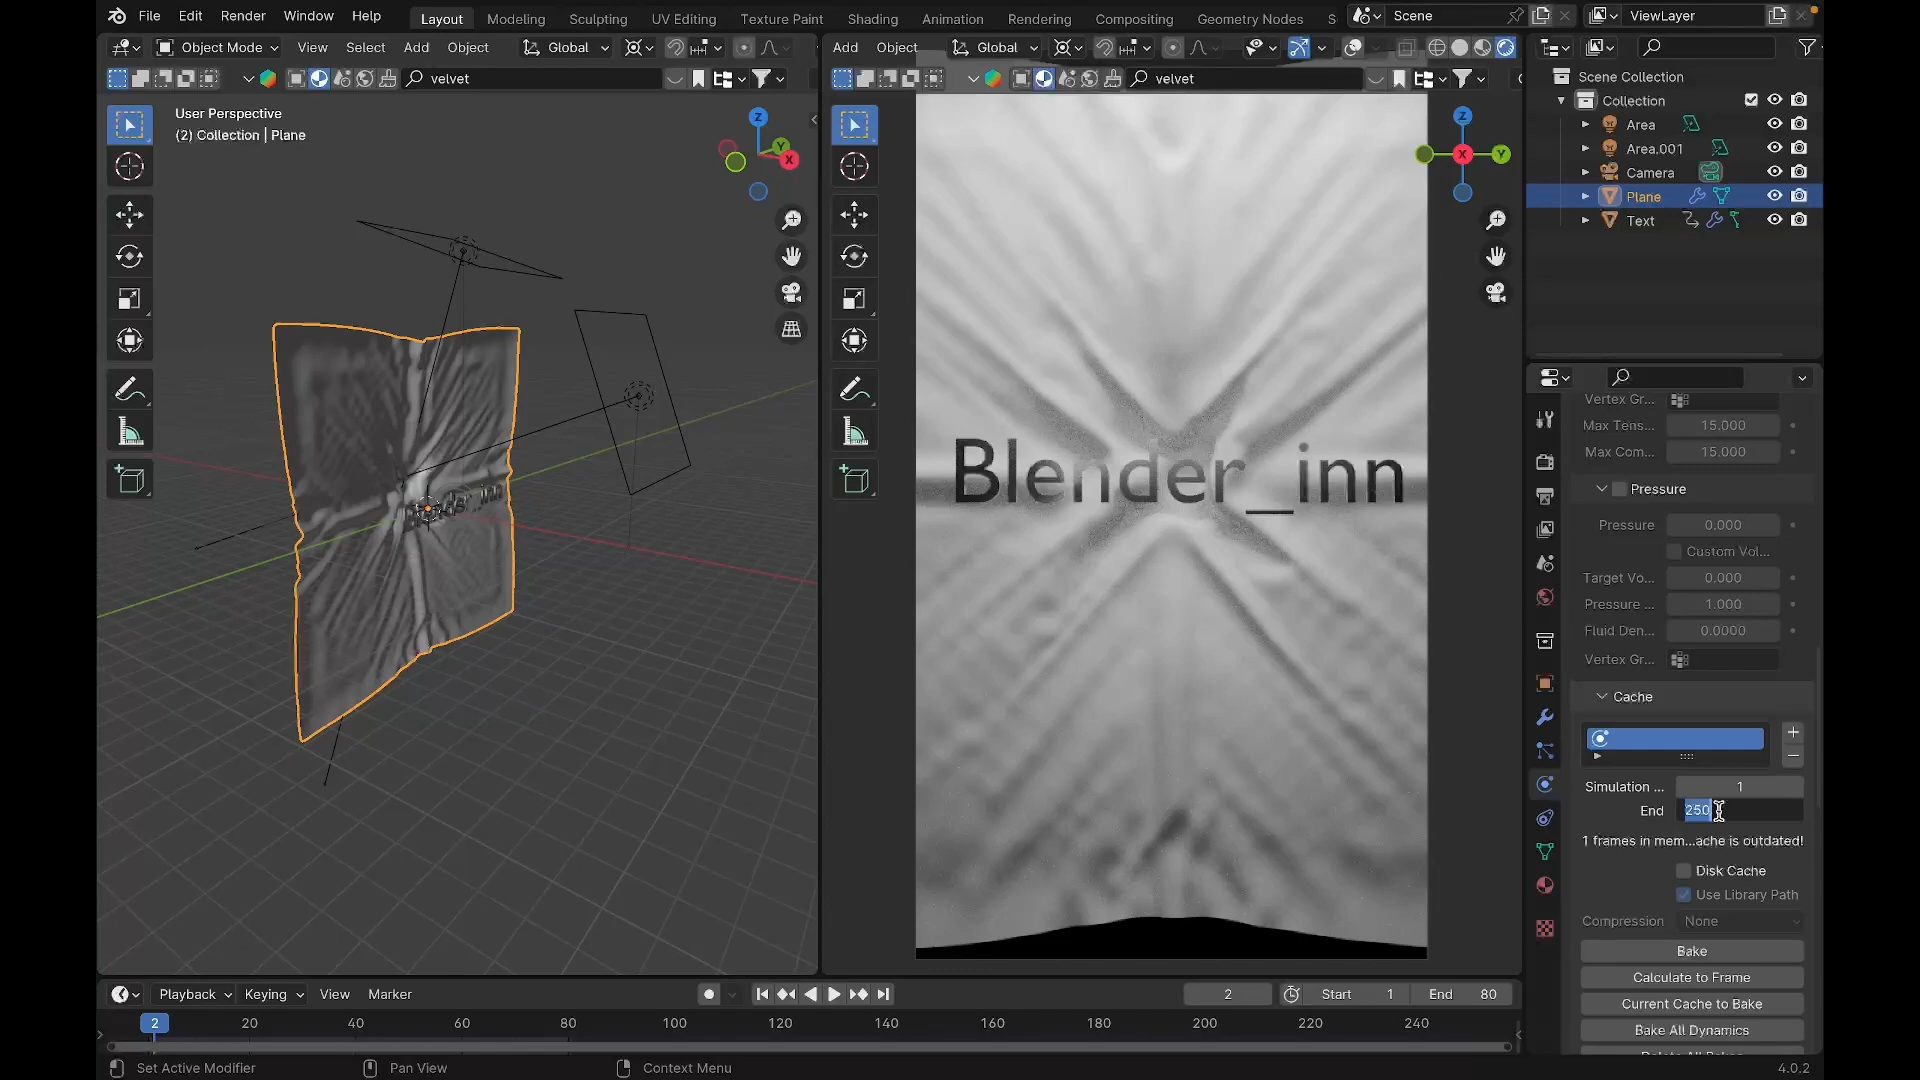 File Edit Render Window Help Layout Modeling Sculpting UV Editing Texture Paint Shading Animation Rendering Compositing Geometry Nodes S Scene ViewLayer
Object Mode View Select Add Object Global Add Object Global
velvet velvet
User Perspective
(2) Collection | Plane
Z
Y
X
Z
X
Y
Blender_inn
Scene Collection
Collection
Area
Area.001
Camera
Plane
Text
Vertex Gr...
Max Tens... 15.000
Max Com... 15.000
Pressure
Pressure 0.000
Custom Vol...
Target Vo... 0.000
Pressure ... 1.000
Fluid Den... 0.0000
Vertex Gr...
Cache
Simulation ... 1
End 250
1 frames in mem...ache is outdated!
Disk Cache
Use Library Path
Compression None
Bake
Calculate to Frame
Current Cache to Bake
Bake All Dynamics
Playback Keying View Marker 2 Start 1 End 80
2 20 40 60 80 100 120 140 160 180 200 220 240
Set Active Modifier Pan View Context Menu 4.0.2